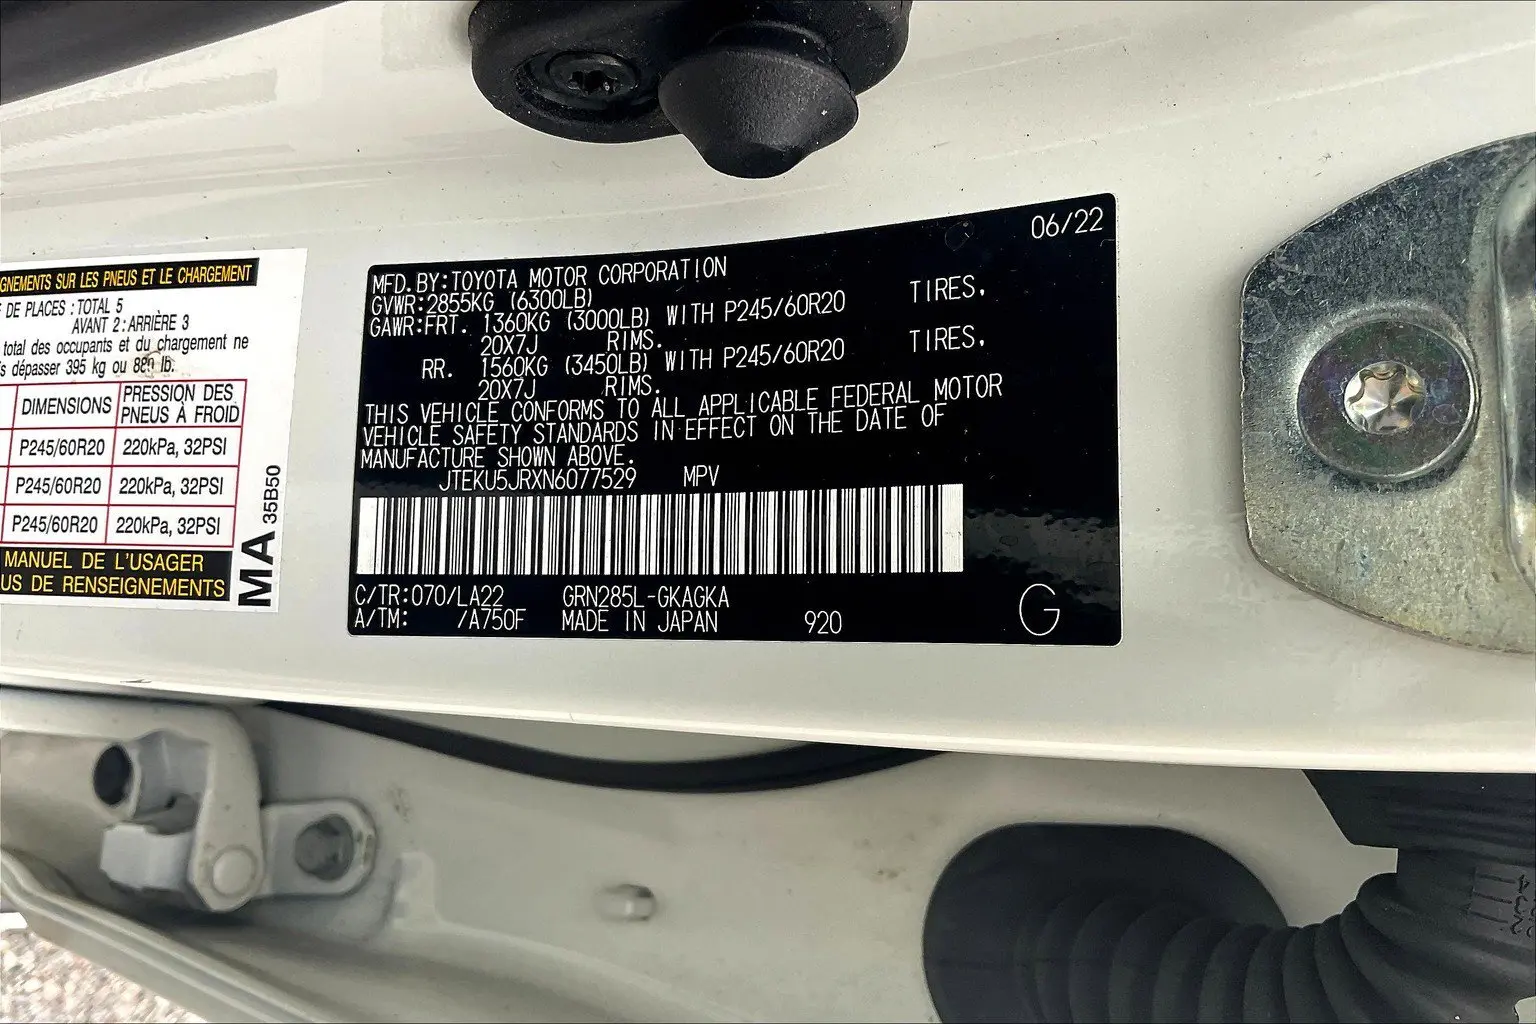 GNEMENTS SUR LES PNEUS ET LE CHARGEMENT
DE PLACES : TOTAL 5
AVANT 2 : ARRIÈRE 3
total des occupants et du chargement ne
s dépasser 395 kg ou 880 lb.
DIMENSIONS PRESSION DES PNEUS À FROID
P245/60R20 220kPa, 32PSI
P245/60R20 220kPa, 32PSI
P245/60R20 220kPa, 32PSI
MANUEL DE L'USAGER
US DE RENSEIGNEMENTS
MA 35B50
06/22
MFD. BY: TOYOTA MOTOR CORPORATION
GVWR: 2855KG (6300LB)
GAWR: FRT. 1360KG (3000LB) WITH P245/60R20 TIRES,
20X7J RIMS.
RR. 1560KG (3450LB) WITH P245/60R20 TIRES,
20X7J RIMS.
THIS VEHICLE CONFORMS TO ALL APPLICABLE FEDERAL MOTOR
VEHICLE SAFETY STANDARDS IN EFFECT ON THE DATE OF
MANUFACTURE SHOWN ABOVE.
JTEKU5JRXN6077529 MPV
C/TR: 070/LA22 GRN285L-GKAGKA
A/TM: /A750F MADE IN JAPAN 920
G